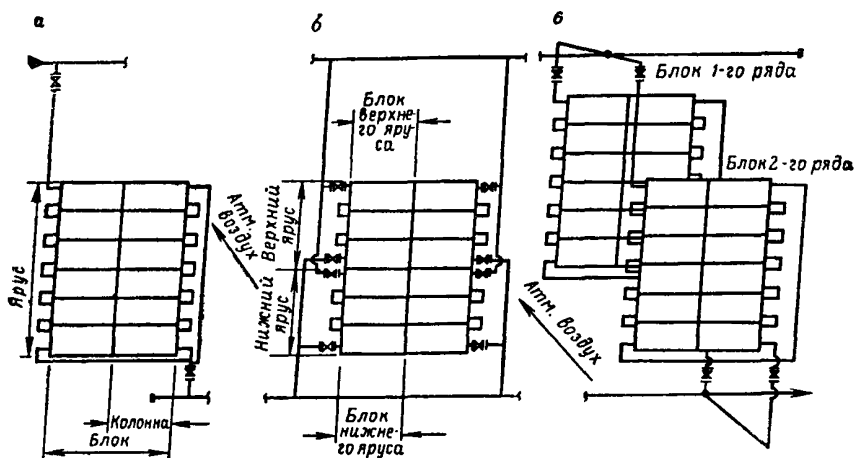 а
б
в
Блок
верхне-
го яру-
са
Блок 1-го ряда
Блок 2-го ряда
Ярус
Атм.
воздух
Верхний
ярус
Нижний
ярус
Атм. воздух
Колонка
Блок
Блок
нижне-
го яруса